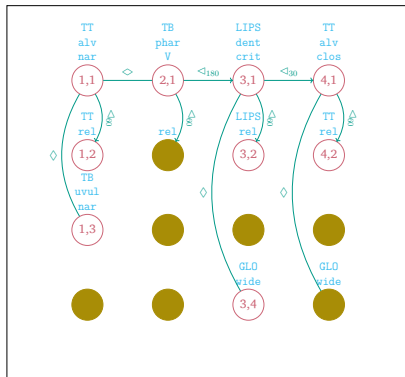 TT TB LIPS TT
alv phar dent alv
nar V crit clos
1,1 ◇ 2,1 ◁180 3,1 ◁30 4,1
TT LIPS TT
rel rel rel rel
1,2 3,2 4,2
◇ TB ◇ ◇
uvul
nar
1,3
GLO GLO
wide wide
3,4